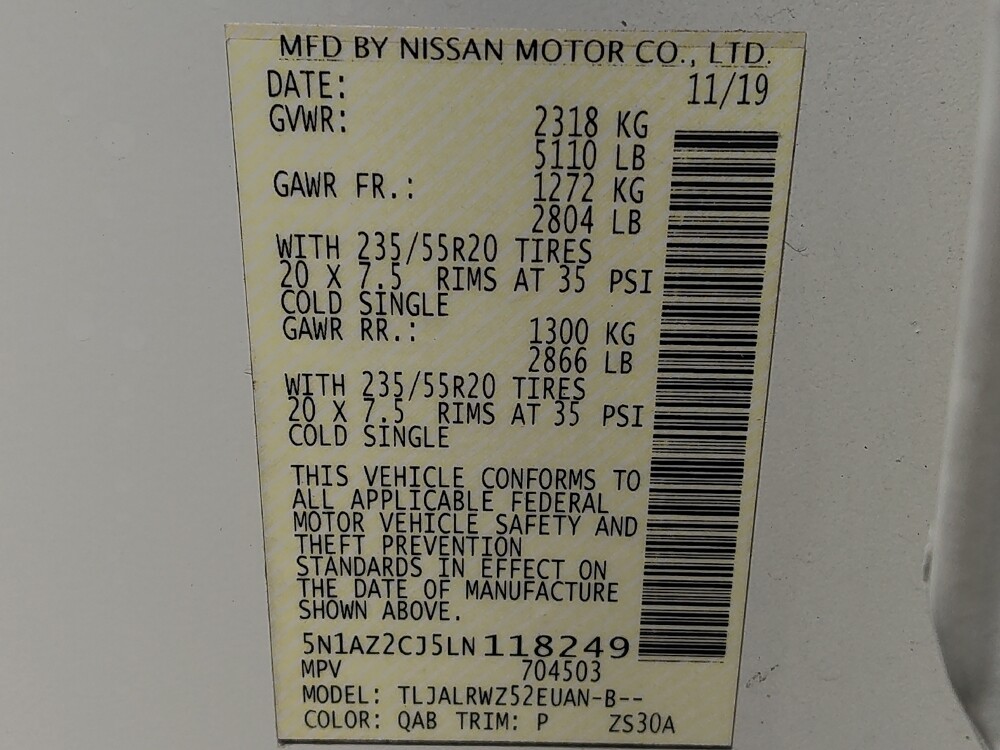 MFD BY NISSAN MOTOR CO., LTD.
DATE: 11/19
GVWR: 2318 KG
5110 LB
GAWR FR.: 1272 KG
2804 LB
WITH 235/55R20 TIRES
20 X 7.5 RIMS AT 35 PSI
COLD SINGLE
GAWR RR.: 1300 KG
2866 LB
WITH 235/55R20 TIRES
20 X 7.5 RIMS AT 35 PSI
COLD SINGLE
THIS VEHICLE CONFORMS TO
ALL APPLICABLE FEDERAL
MOTOR VEHICLE SAFETY AND
THEFT PREVENTION
STANDARDS IN EFFECT ON
THE DATE OF MANUFACTURE
SHOWN ABOVE.
5N1AZ2CJ5LN118249
MPV 704503
MODEL: TLJALRWZ52EUAN-B--
COLOR: QAB TRIM: P ZS30A